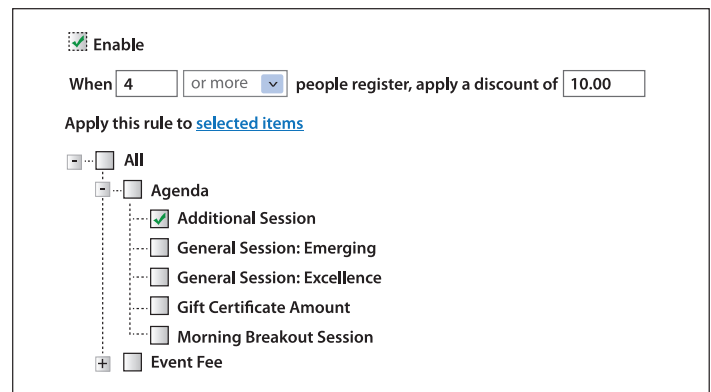 Enable
When 4 or more people register, apply a discount of 10.00
Apply this rule to selected items
All
Agenda
Additional Session
General Session: Emerging
General Session: Excellence
Gift Certificate Amount
Morning Breakout Session
Event Fee